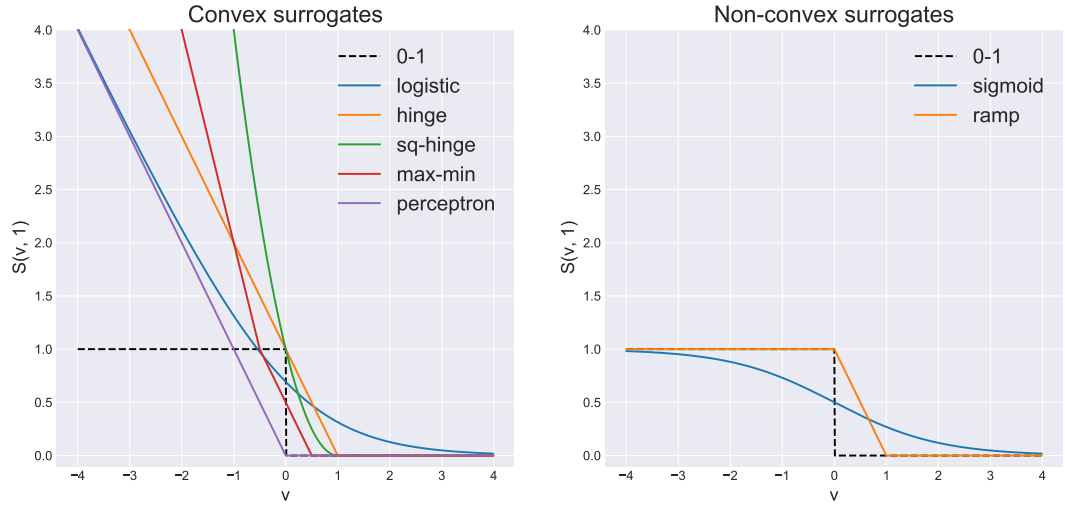 Convex surrogates
4.0
3.5
3.0
2.5
2.0
1.5
1.0
0.5
0.0
S(v, 1)
0-1
logistic
hinge
sq-hinge
max-min
perceptron
−4 −3 −2 −1 0 1 2 3 4
v
Non-convex surrogates
4.0
3.5
3.0
2.5
2.0
1.5
1.0
0.5
0.0
S(v, 1)
0-1
sigmoid
ramp
−4 −3 −2 −1 0 1 2 3 4
v